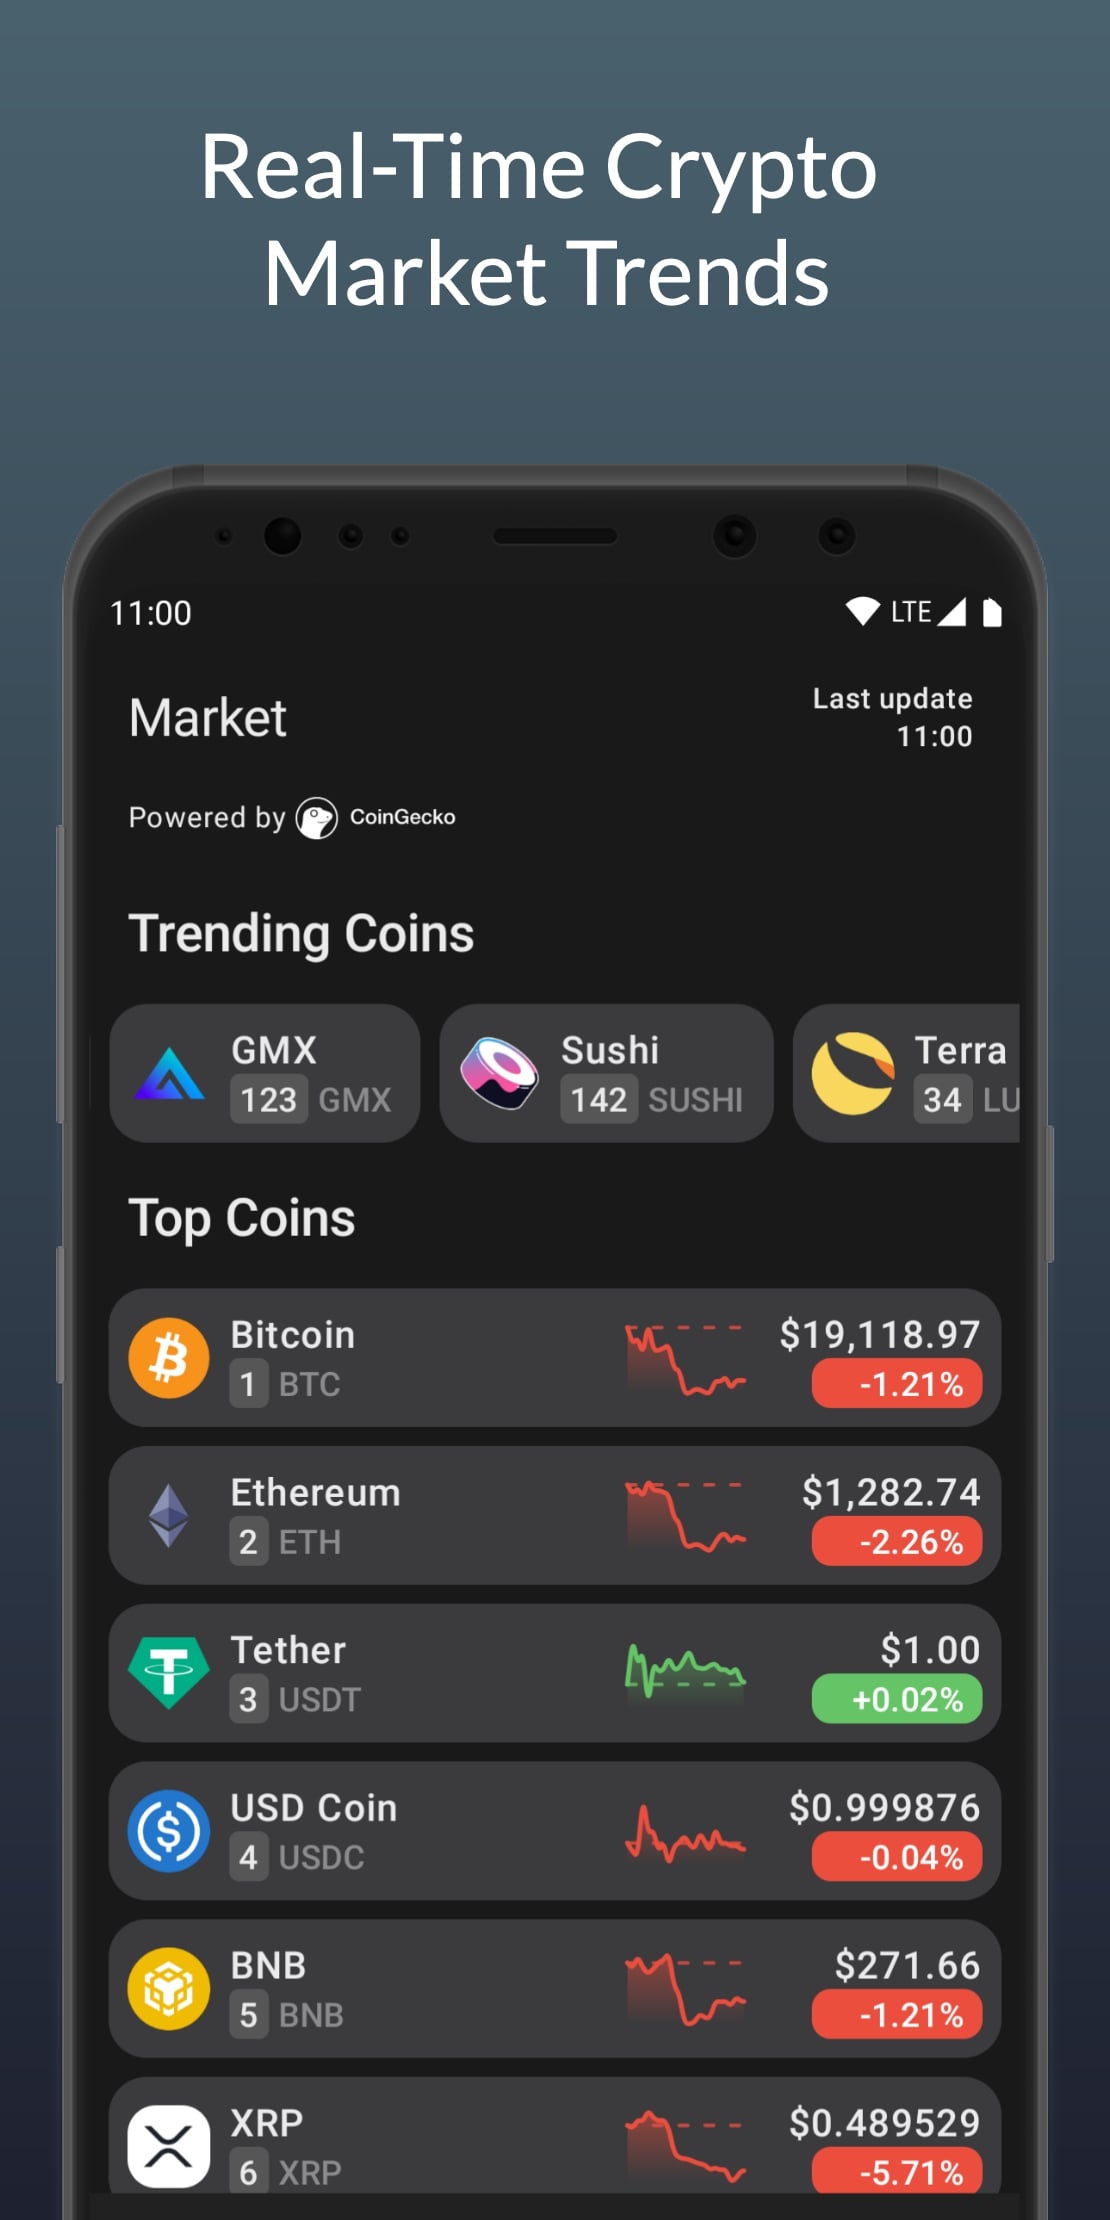 Real-Time Crypto
Market Trends
11:00
LTE
Market
Last update
11:00
Powered by CoinGecko
Trending Coins
GMX
123 GMX
Sushi
142 SUSHI
Terra
34 LU
Top Coins
Bitcoin
1 BTC
$19,118.97
-1.21%
Ethereum
2 ETH
$1,282.74
-2.26%
Tether
3 USDT
$1.00
+0.02%
USD Coin
4 USDC
$0.999876
-0.04%
BNB
5 BNB
$271.66
-1.21%
XRP
6 XRP
$0.489529
-5.71%